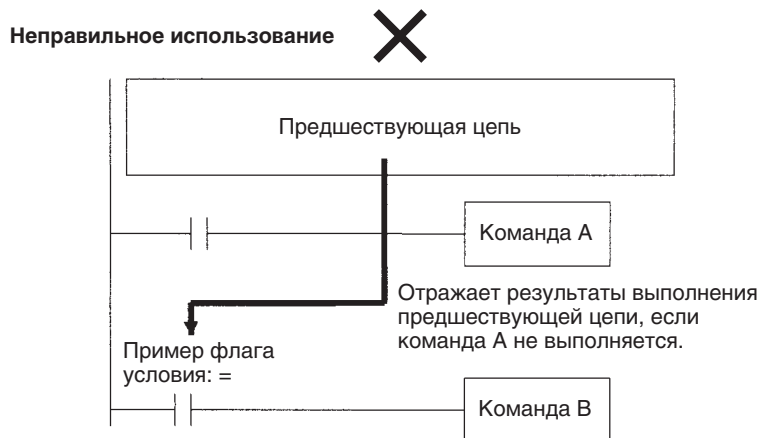 Неправильное использование
Предшествующая цепь
Команда A
Отражает результаты выполнения
предшествующей цепи, если
команда A не выполняется.
Пример флага
условия: =
Команда B